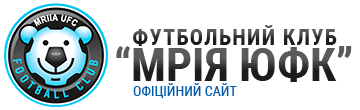 MRIIA UFC
FOOTBALL CLUB
ФУТБОЛЬНИЙ КЛУБ
“МРІЯ ЮФК”
ОФІЦІЙНИЙ САЙТ